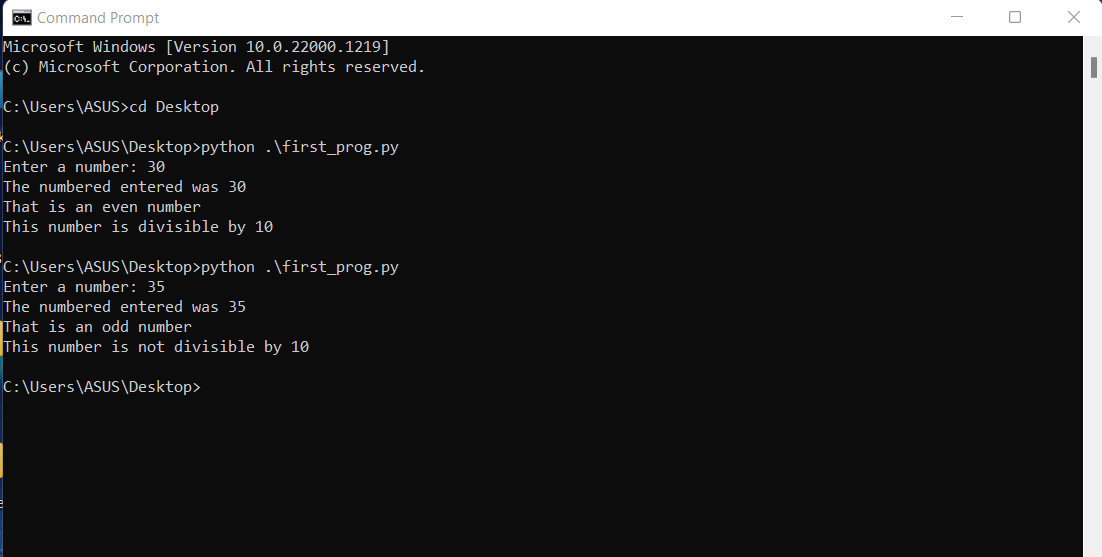 Command Prompt
Microsoft Windows [Version 10.0.22000.1219]
(c) Microsoft Corporation. All rights reserved.
C:\Users\ASUS>cd Desktop
C:\Users\ASUS\Desktop>python .\first_prog.py
Enter a number: 30
The numbered entered was 30
That is an even number
This number is divisible by 10
C:\Users\ASUS\Desktop>python .\first_prog.py
Enter a number: 35
The numbered entered was 35
That is an odd number
This number is not divisible by 10
C:\Users\ASUS\Desktop>